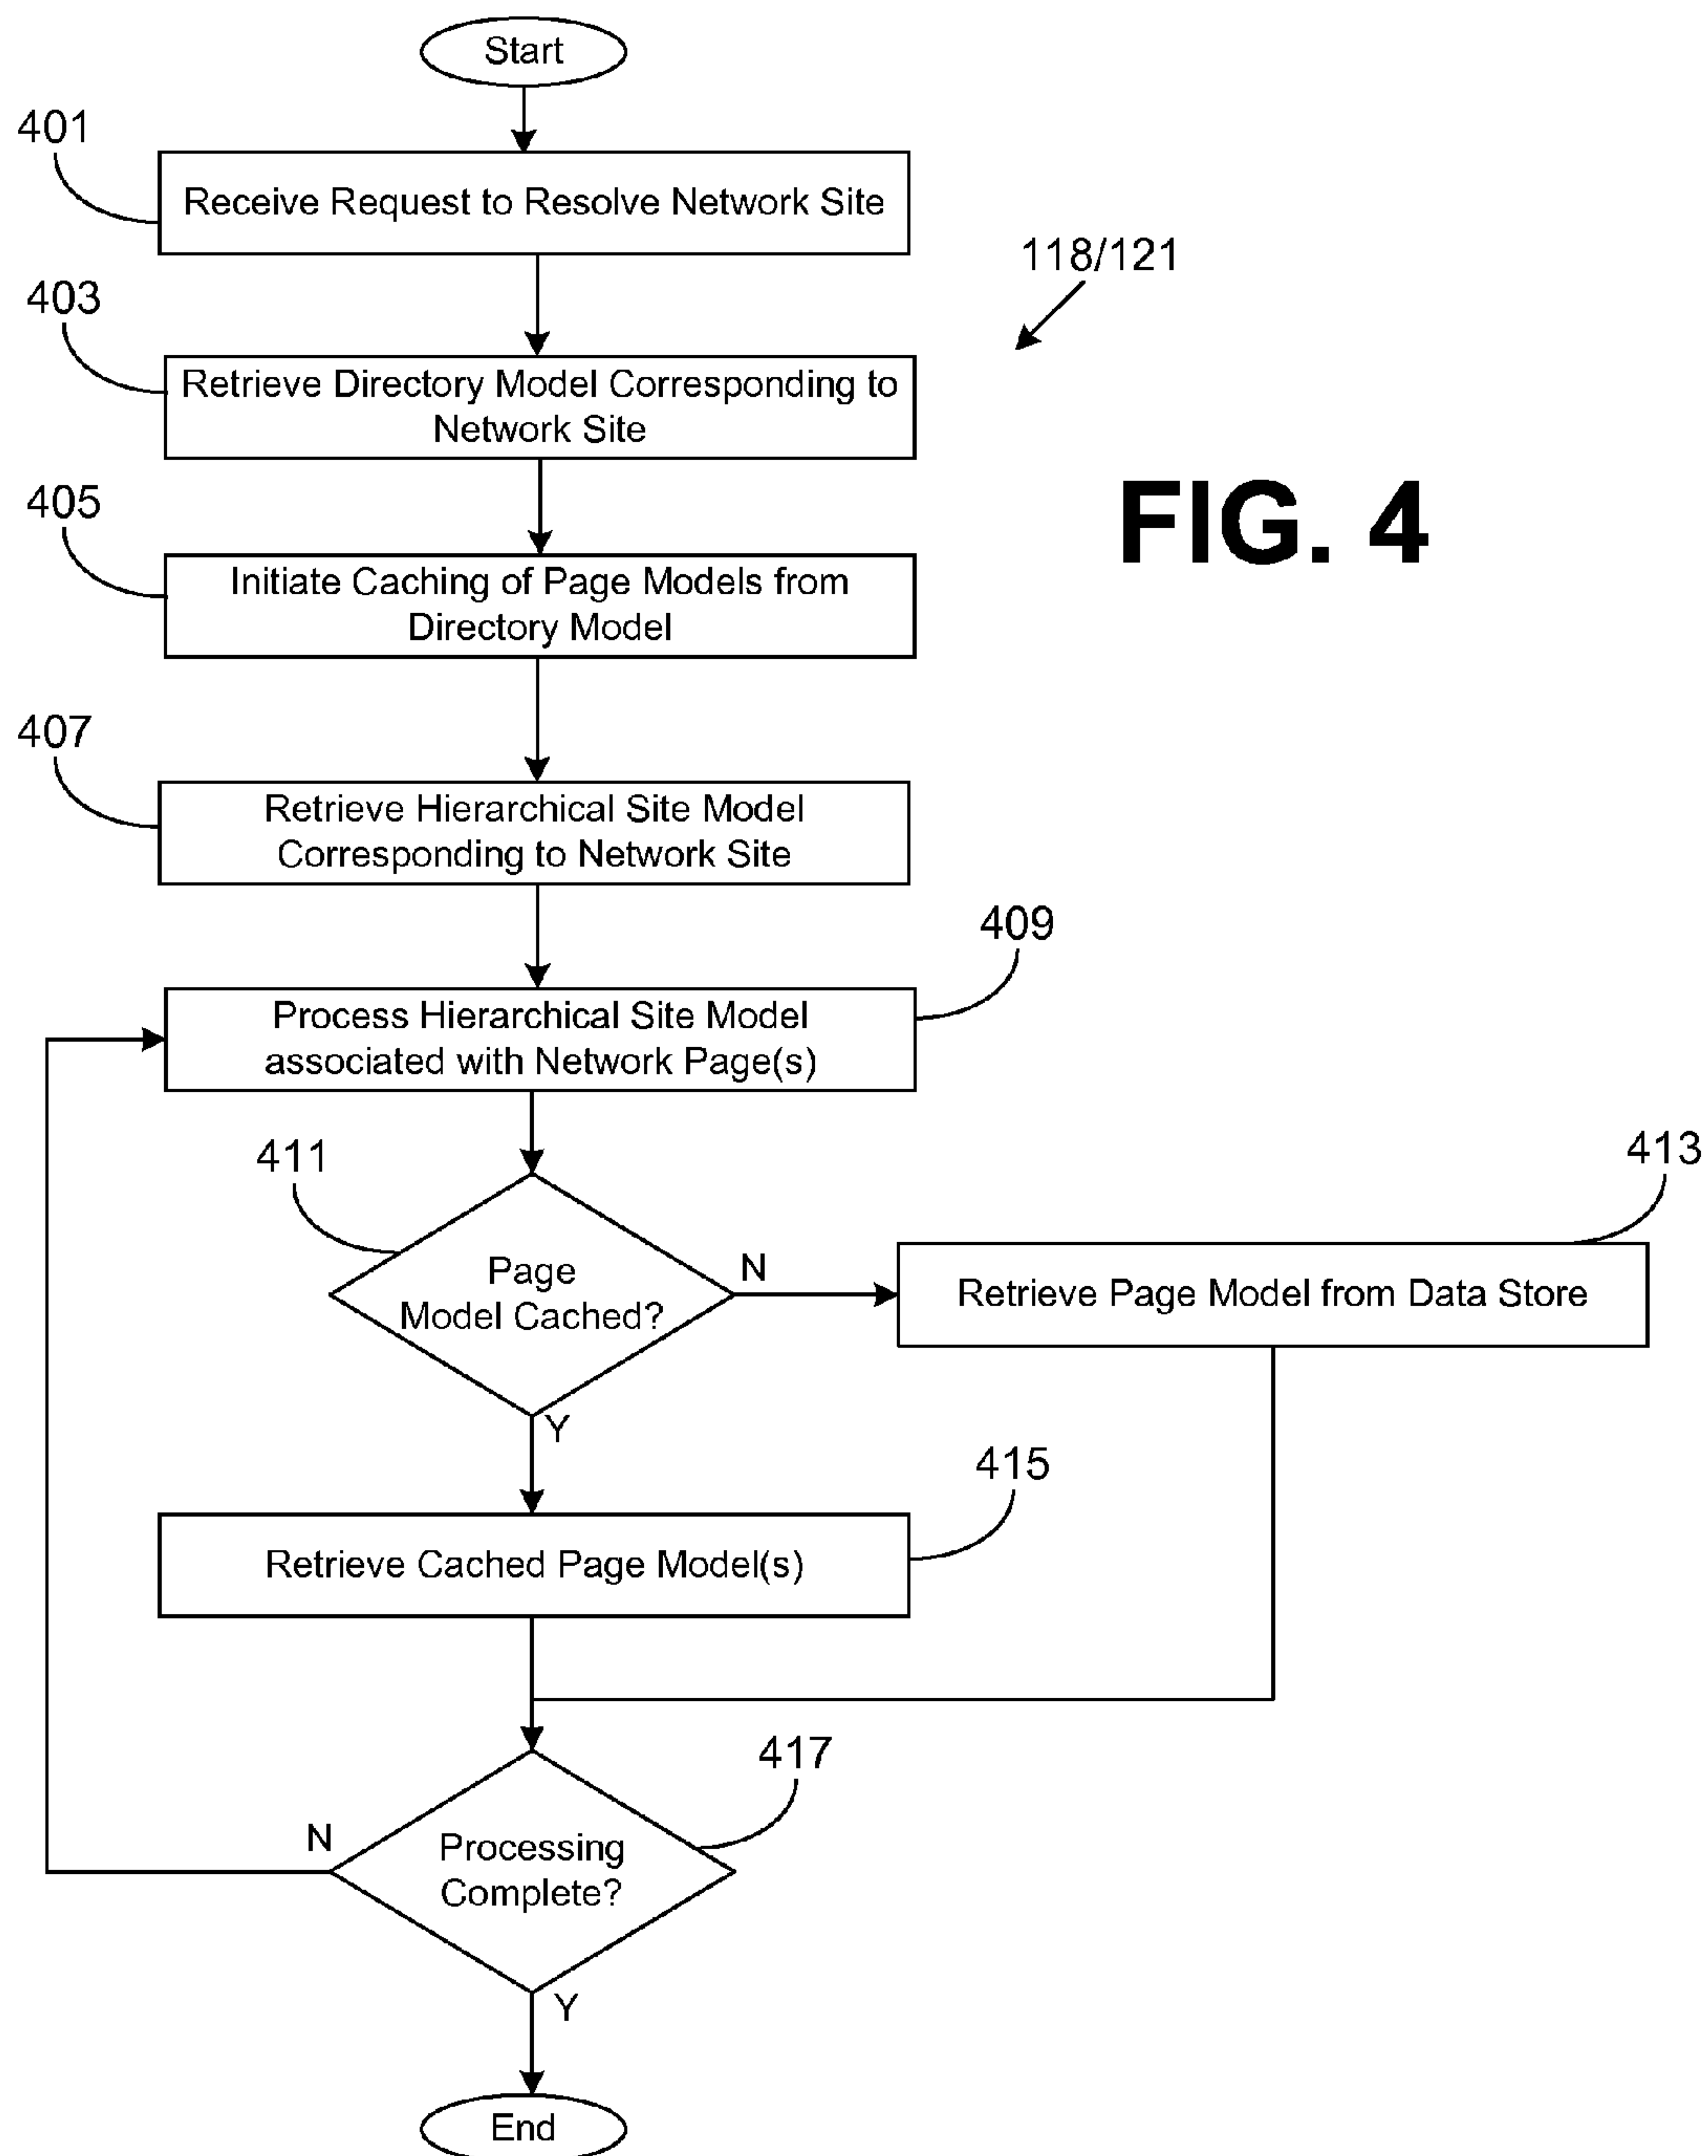 Start
401
Receive Request to Resolve Network Site
118/121
403
Retrieve Directory Model Corresponding to
Network Site
FIG. 4
405
Initiate Caching of Page Models from
Directory Model
407
Retrieve Hierarchical Site Model
Corresponding to Network Site
409
Process Hierarchical Site Model
associated with Network Page(s)
411
413
Page
Model Cached?
N
Retrieve Page Model from Data Store
Y
415
Retrieve Cached Page Model(s)
417
N
Processing
Complete?
Y
End